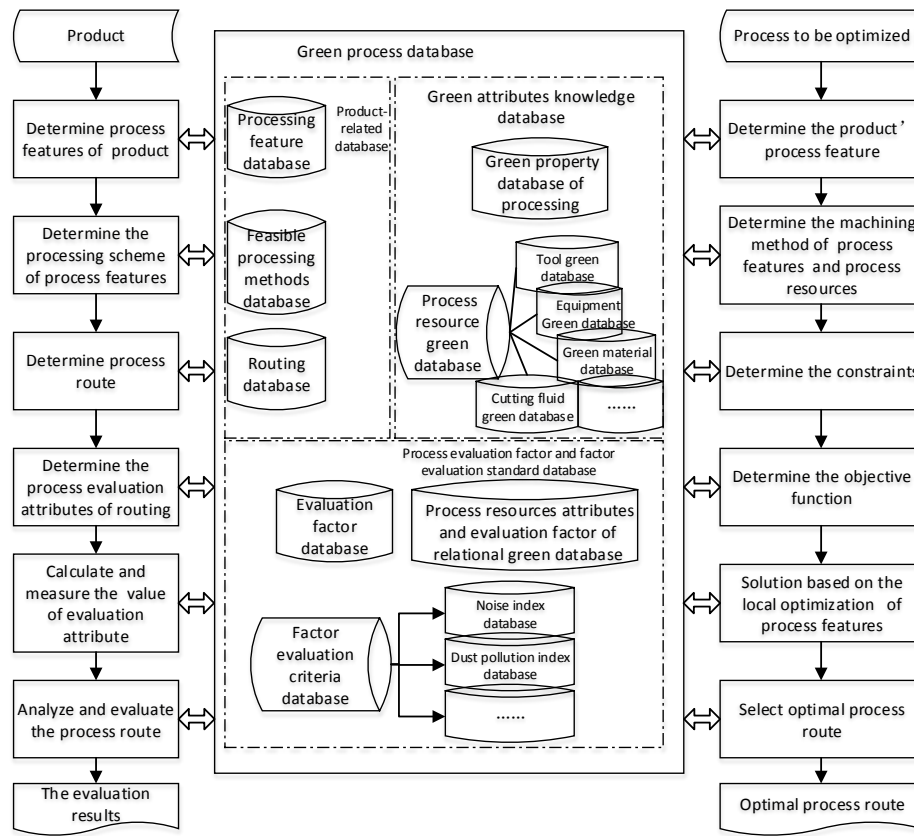 Product
Determine process
features of product
Determine the
processing scheme
of process features
Determine process
route
Determine the
process evaluation
attributes of routing
Calculate and
measure the value
of evaluation
attribute
Analyze and evaluate
the process route
The evaluation
results
Green process database
Product-
related
database
Processing
feature
database
Feasible
processing
methods
database
Routing
database
Green attributes knowledge
database
Green property
database of
processing
Process
resource
green
database
Tool green
database
Equipment
Green database
Green material
database
Cutting fluid
green database
......
Process evaluation factor and factor
evaluation standard database
Evaluation
factor
database
Process resources attributes
and evaluation factor of
relational green database
Factor
evaluation
criteria
database
Noise index
database
Dust pollution index
database
......
Process to be optimized
Determine the product’
process feature
Determine the machining
method of process
features and process
resources
Determine the constraints
Determine the objective
function
Solution based on the
local optimization of
process features
Select optimal process
route
Optimal process route